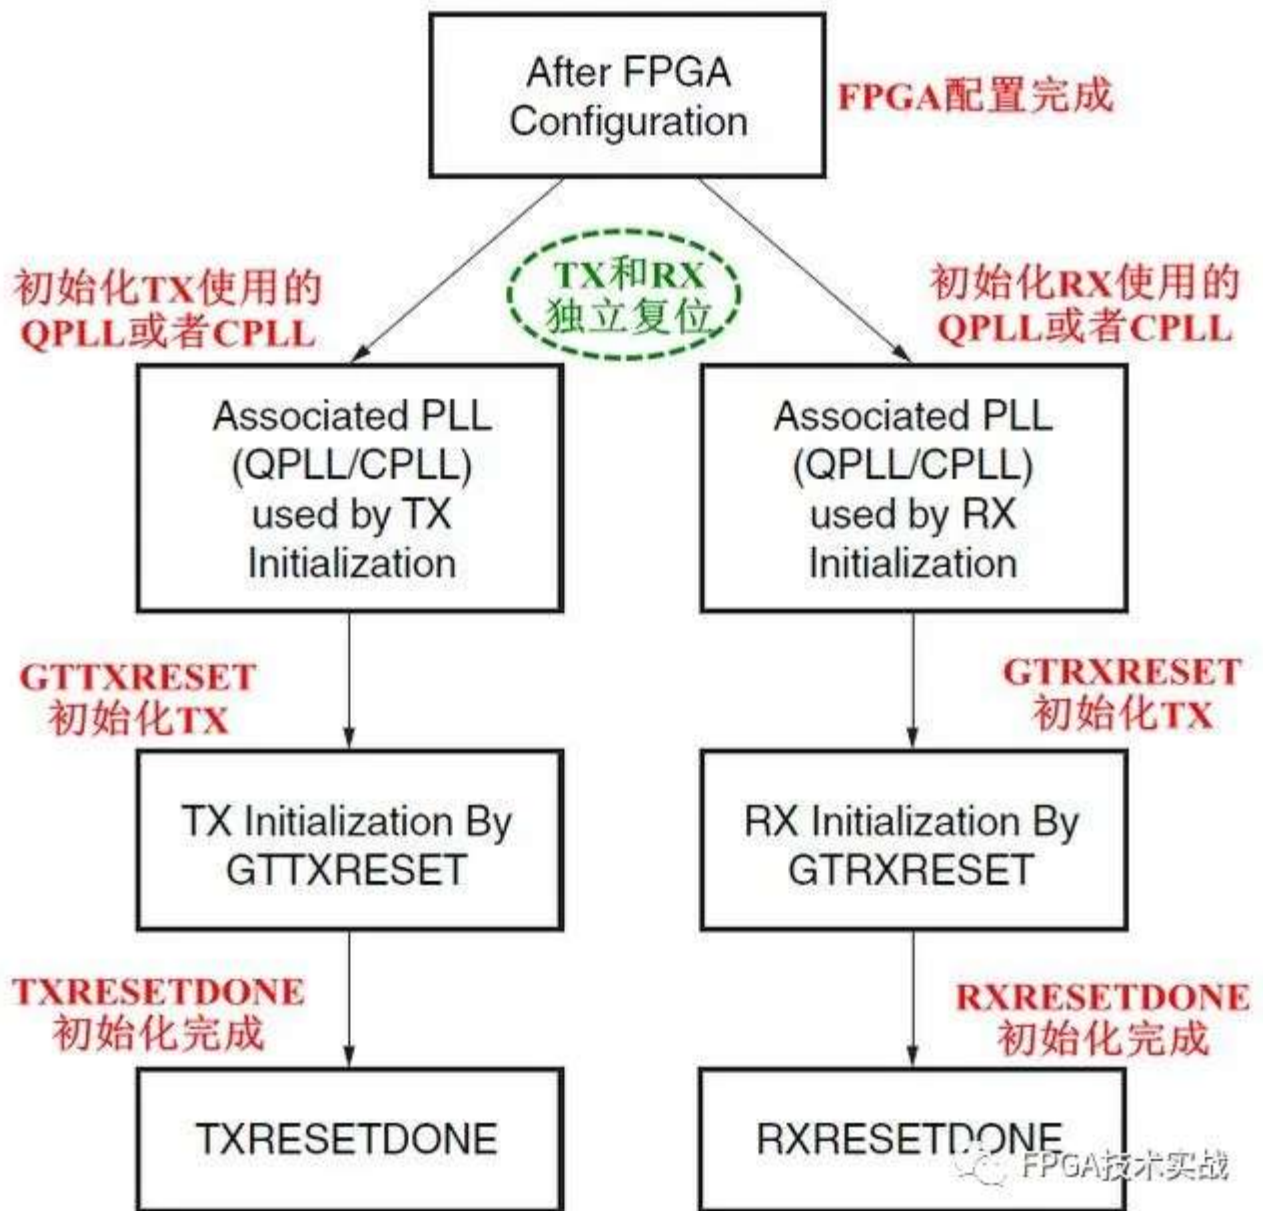 After FPGA
Configuration
FPGA配置完成
TX和RX
独立复位
初始化TX使用的
QPLL或者CPLL
初始化RX使用的
QPLL或者CPLL
Associated PLL
(QPLL/CPLL)
used by TX
Initialization
Associated PLL
(QPLL/CPLL)
used by RX
Initialization
GTTXRESET
初始化TX
GTRXRESET
初始化TX
TX Initialization By
GTTXRESET
RX Initialization By
GTRXRESET
TXRESETDONE
初始化完成
RXRESETDONE
初始化完成
TXRESETDONE
RXRESETDONE
FPGA技术实战